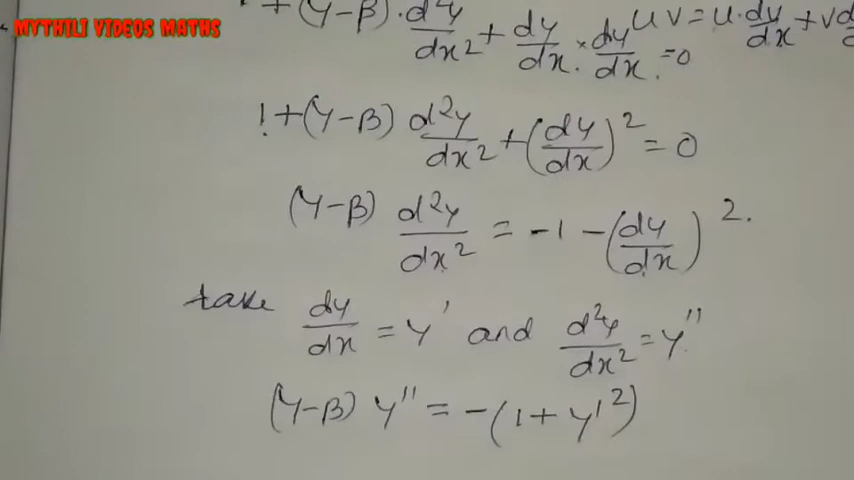 MYTHILI VIDEOS MATHS
+(y-β)·d²y/dx² + dy/dx × dy/dx = 0
uv = u·dy/dx + v
1+(y-β) d²y/dx² + (dy/dx)² = 0
(y-β) d²y/dx² = -1 - (dy/dx)².
take dy/dx = y' and d²y/dx² = y''
(y-β) y'' = -(1+y'²)